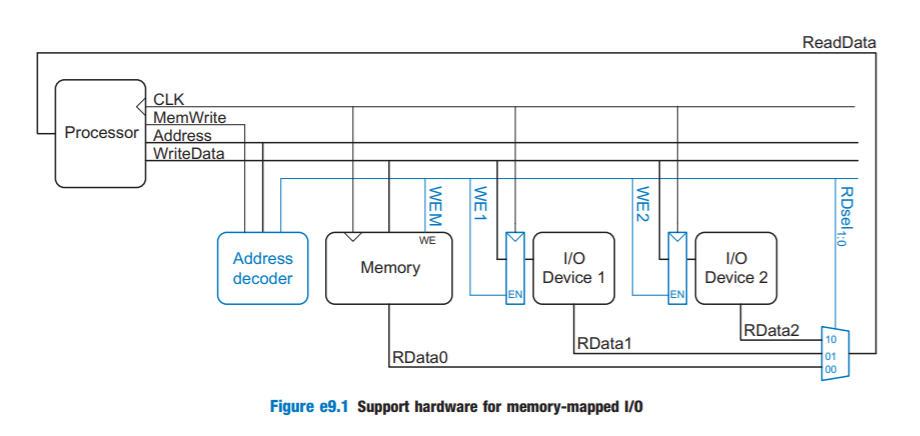 ReadData
CLK
MemWrite
Processor
Address
WriteData
WEM
WE1
WE2
RDsel1:0
WE
Address
decoder
Memory
I/O
Device 1
I/O
Device 2
EN
EN
RData2
10
RData1
01
RData0
00
Figure e9.1 Support hardware for memory-mapped I/O